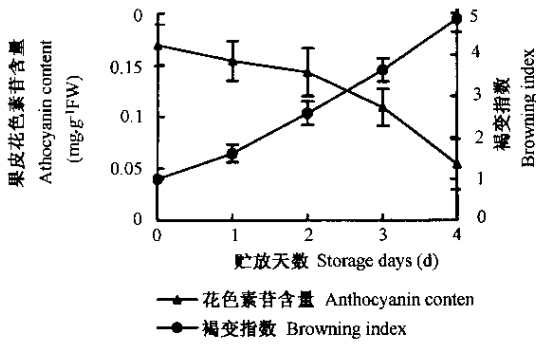 果皮花色素苷含量
Athocyanin content
(mg·g⁻¹FW)
0
0.15
0.1
0.05
0
5
4
3
2
1
0
褐变指数
Browning index
0 1 2 3 4
贮放天数 Storage days (d)
花色素苷含量 Anthocyanin conten
褐变指数 Browning index